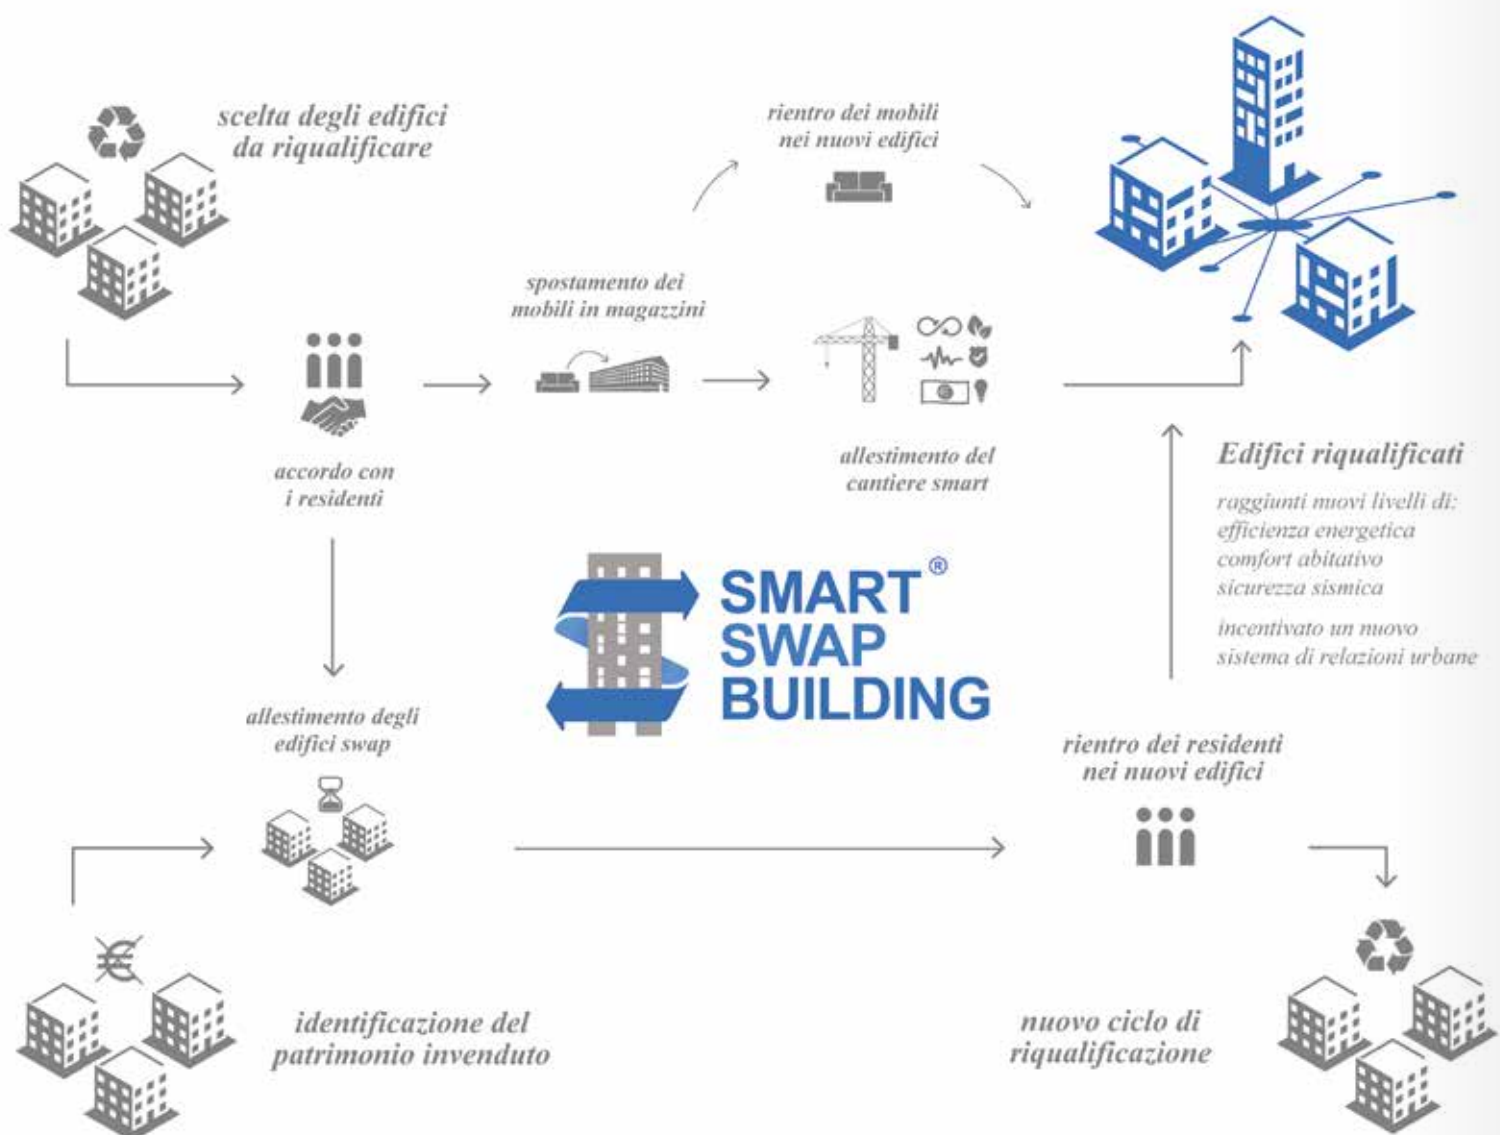 scelta degli edifici
da riqualificare
rientro dei mobili
nei nuovi edifici
spostamento dei
mobili in magazzini
accordo con
i residenti
allestimento del
cantiere smart
Edifici riqualificati
raggiunti nuovi livelli di:
efficienza energetica
comfort abitativo
sicurezza sismica
incentivato un nuovo
sistema di relazioni urbane
SMART®
SWAP
BUILDING
allestimento degli
edifici swap
rientro dei residenti
nei nuovi edifici
€
identificazione del
patrimonio invenduto
nuovo ciclo di
riqualificazione